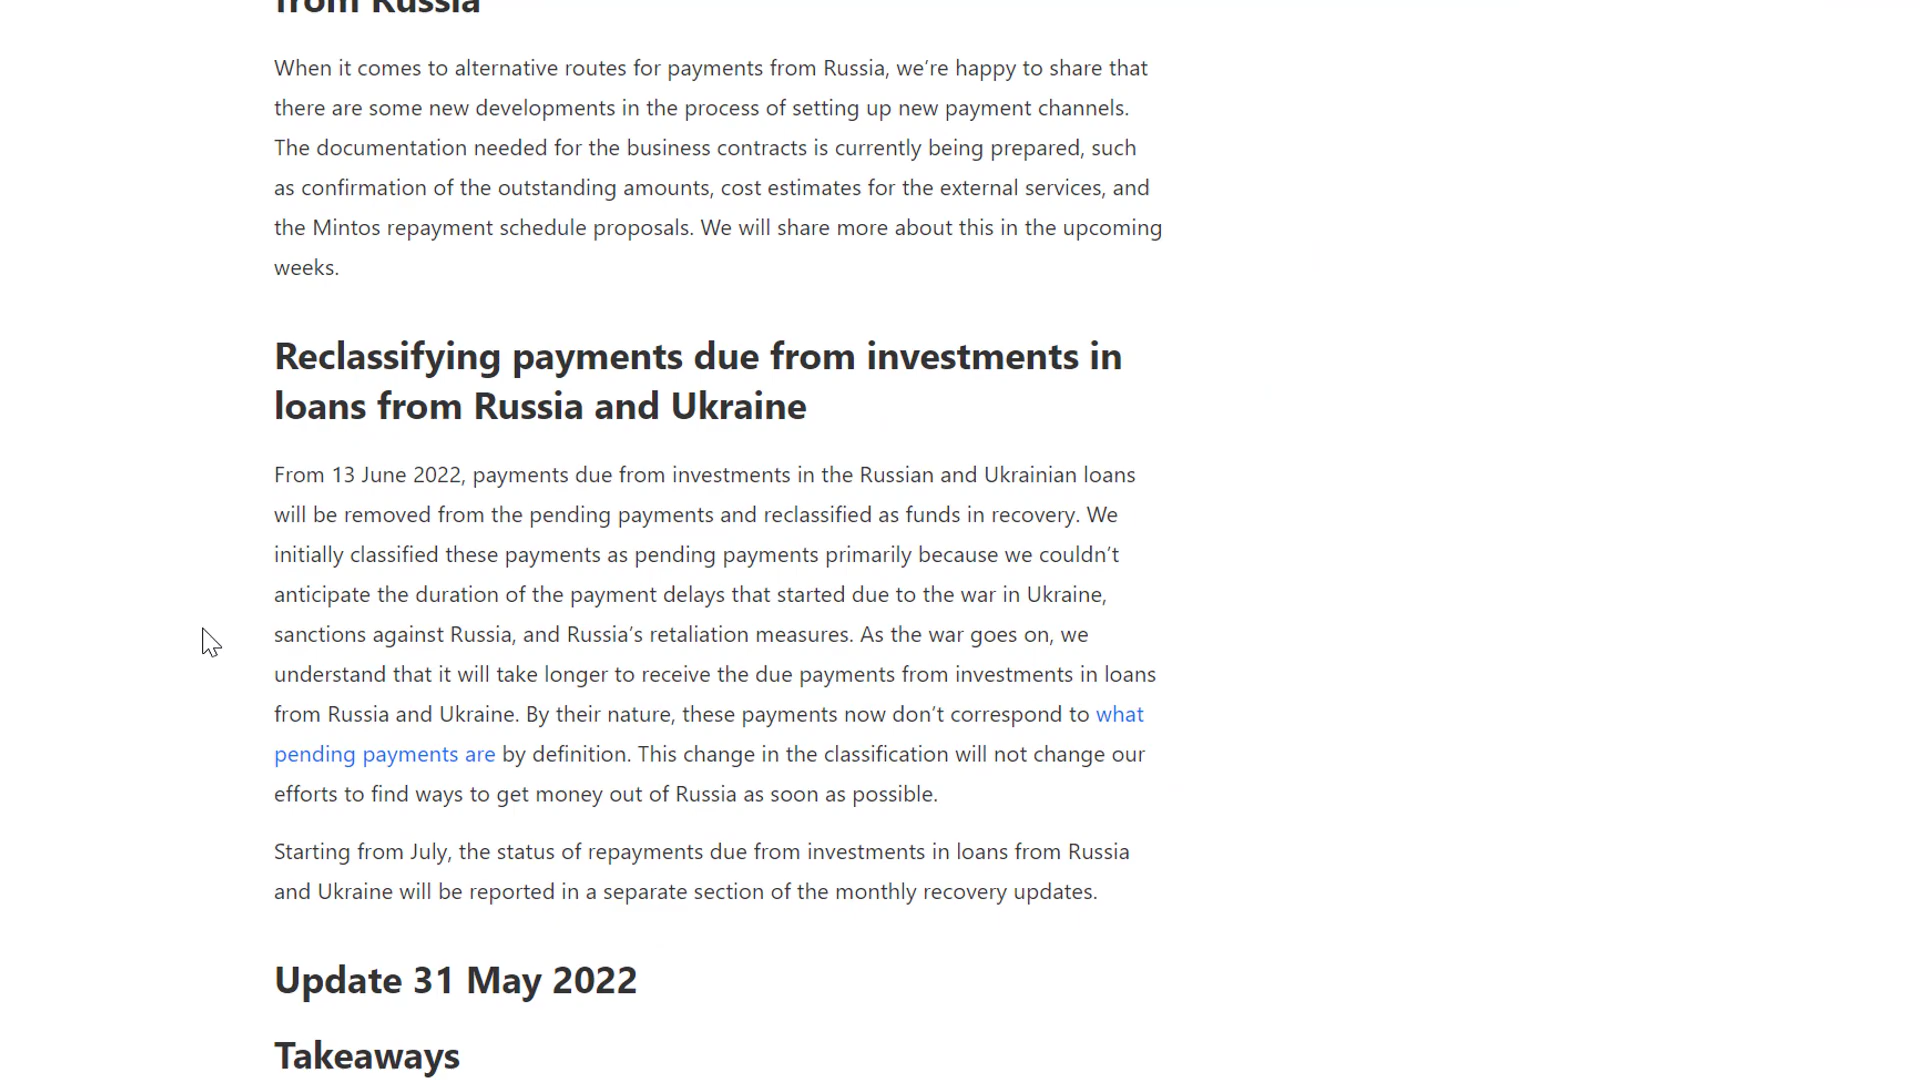 from Russia
When it comes to alternative routes for payments from Russia, we’re happy to share that
there are some new developments in the process of setting up new payment channels.
The documentation needed for the business contracts is currently being prepared, such
as confirmation of the outstanding amounts, cost estimates for the external services, and
the Mintos repayment schedule proposals. We will share more about this in the upcoming
weeks.
Reclassifying payments due from investments in
loans from Russia and Ukraine
From 13 June 2022, payments due from investments in the Russian and Ukrainian loans
will be removed from the pending payments and reclassified as funds in recovery. We
initially classified these payments as pending payments primarily because we couldn’t
anticipate the duration of the payment delays that started due to the war in Ukraine,
sanctions against Russia, and Russia’s retaliation measures. As the war goes on, we
understand that it will take longer to receive the due payments from investments in loans
from Russia and Ukraine. By their nature, these payments now don’t correspond to what
pending payments are by definition. This change in the classification will not change our
efforts to find ways to get money out of Russia as soon as possible.
Starting from July, the status of repayments due from investments in loans from Russia
and Ukraine will be reported in a separate section of the monthly recovery updates.
Update 31 May 2022
Takeaways